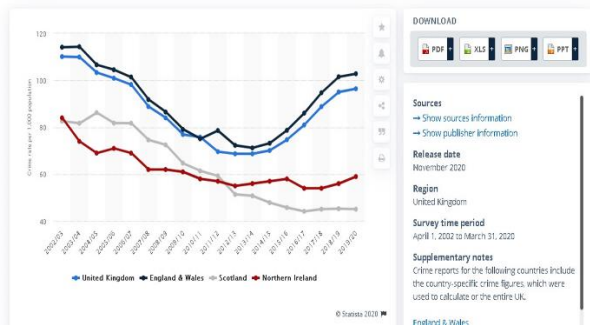 120
100
80
60
40
Crime rate per 1,000 population
2002/03
2003/04
2004/05
2005/06
2006/07
2007/08
2008/09
2009/10
2010/11
2011/12
2012/13
2013/14
2014/15
2015/16
2016/17
2017/18
2018/19
2019/20
United Kingdom England & Wales Scotland Northern Ireland
© Statista 2020
DOWNLOAD
PDF + XLS + PNG + PPT +
Sources
→ Show sources information
→ Show publisher information
Release date
November 2020
Region
United Kingdom
Survey time period
April 1, 2002 to March 31, 2020
Supplementary notes
Crime reports for the following countries include
the country-specific crime figures, which were
used to calculate or the entire UK.
England & Wales